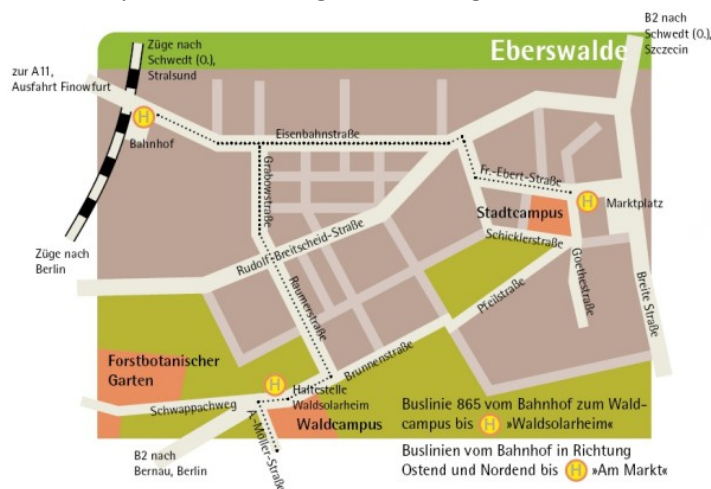 B2 nach
Schwedt (O.),
Szczecin
Züge nach
Schwedt (O.),
Stralsund
Eberswalde
zur A11,
Ausfahrt Finowfurt
H
Bahnhof
Eisenbahnstraße
Grabowstraße
Fr.-Ebert-Straße
H
Marktplatz
Stadtcampus
Schicklerstraße
Züge nach
Berlin
Rudolf-Breitscheid-Straße
Goethestraße
Breite Straße
Raumerstraße
Pfeilstraße
Brunnenstraße
Forstbotanischer
Garten
H
Haltestelle
Waldsolarheim
Schwappachweg
A.-Möller-Straße
Waldcampus
B2 nach
Bernau, Berlin
Buslinie 865 vom Bahnhof zum Wald-
campus bis H »Waldsolarheim«
Buslinien vom Bahnhof in Richtung
Ostend und Nordend bis H »Am Markt«